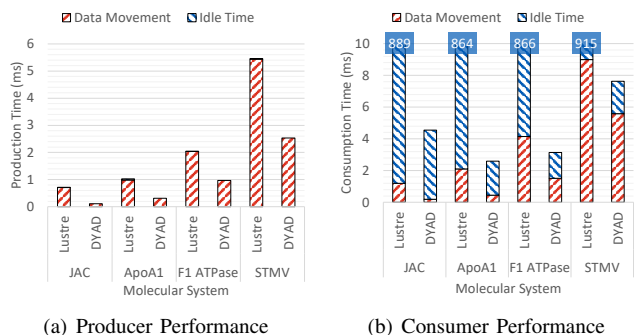 Data Movement Idle Time
6
5
4
3
2
1
0
Production Time (ms)
Lustre DYAD Lustre DYAD Lustre DYAD Lustre DYAD
JAC ApoA1 F1 ATPase STMV
Molecular System
(a) Producer Performance
Data Movement Idle Time
889 864 866 915
10
8
6
4
2
0
Consumption Time (ms)
Lustre DYAD Lustre DYAD Lustre DYAD Lustre DYAD
JAC ApoA1 F1 ATPase STMV
Molecular System
(b) Consumer Performance